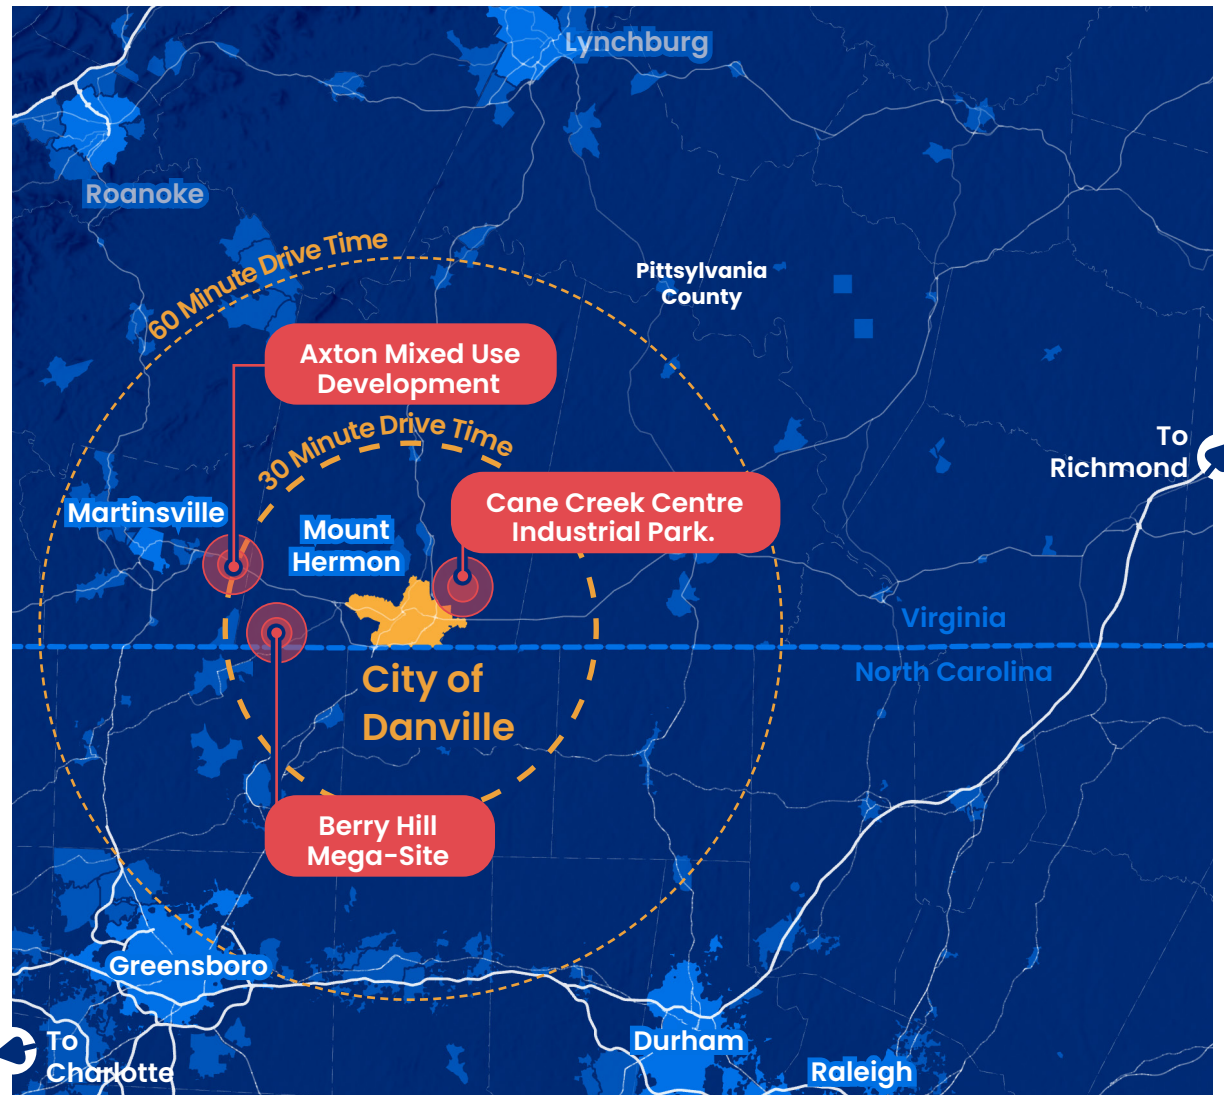 Lynchburg
Roanoke
60 Minute Drive Time
Pittsylvania
County
Axton Mixed Use
Development
30 Minute Drive Time
To
Richmond
Cane Creek Centre
Industrial Park.
Martinsville
Mount
Hermon
Virginia
North Carolina
City of
Danville
Berry Hill
Mega-Site
Greensboro
To
Charlotte
Durham
Raleigh